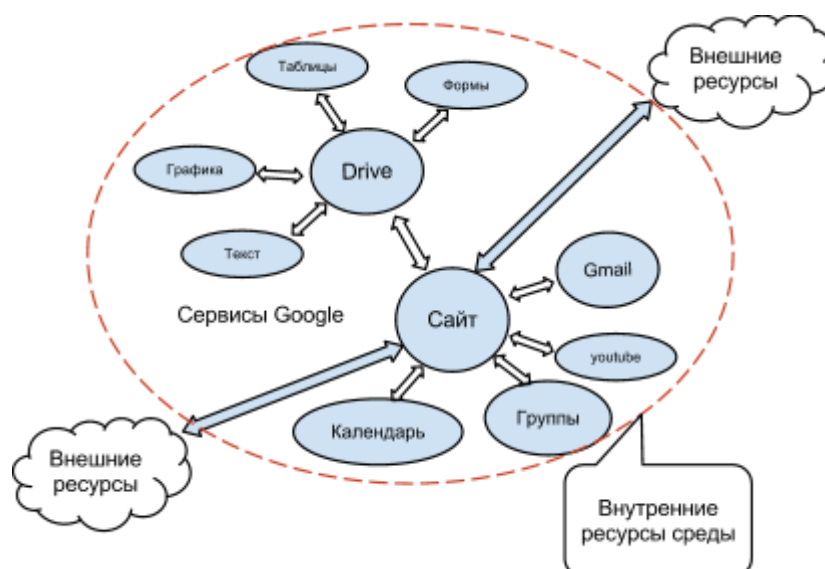 Таблицы
Внешние
ресурсы
Формы
Графика
Drive
Текст
Gmail
Сервисы Google
Сайт
youtube
Календарь
Группы
Внешние
ресурсы
Внутренние
ресурсы среды